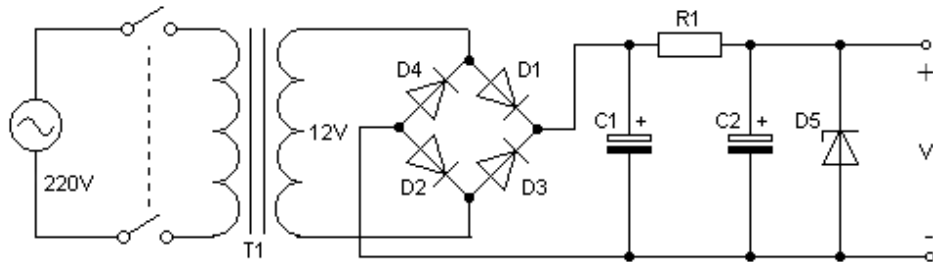 R1
D4
D1
12V
C1
+
C2
+
D5
+
V
220V
D2
D3
-
T1